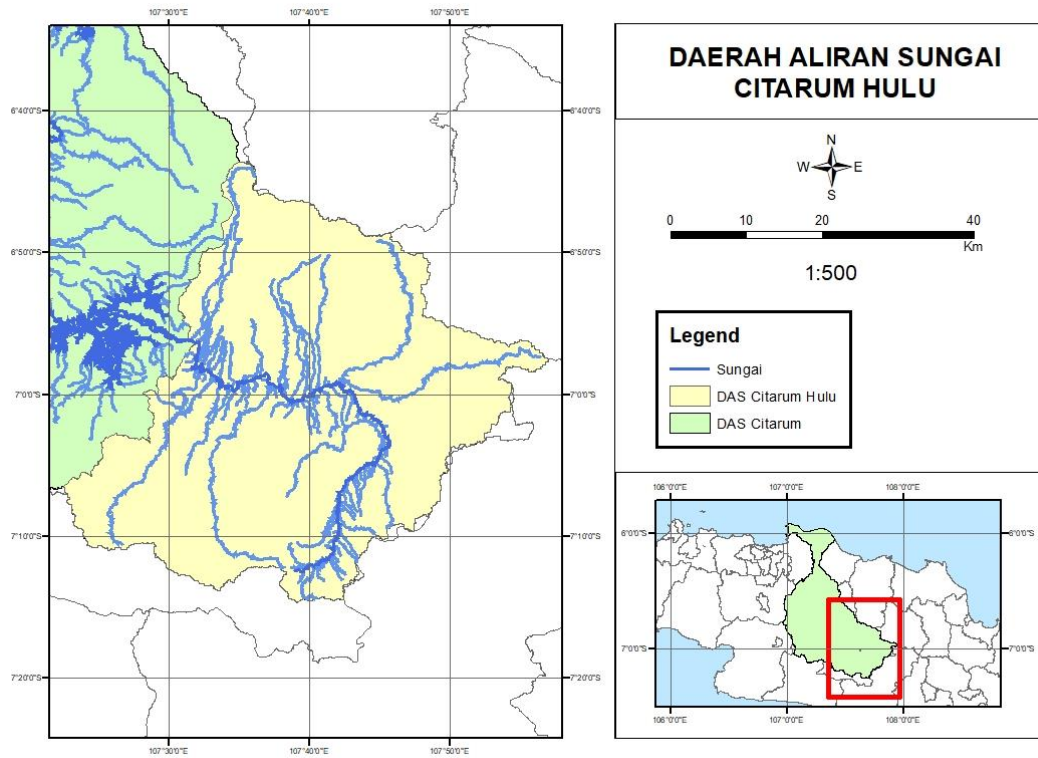 107°30'0"E
107°40'0"E
107°50'0"E
6°40'0"S
6°40'0"S
6°50'0"S
6°50'0"S
7°0'0"S
7°0'0"S
7°10'0"S
7°10'0"S
7°20'0"S
7°20'0"S
107°30'0"E
107°40'0"E
107°50'0"E
DAERAH ALIRAN SUNGAI
CITARUM HULU
N
W
E
S
0
10
20
40
Km
1:500
Legend
Sungai
DAS Citarum Hulu
DAS Citarum
106°0'0"E
107°0'0"E
108°0'0"E
6°0'0"S
6°0'0"S
7°0'0"S
7°0'0"S
106°0'0"E
107°0'0"E
108°0'0"E